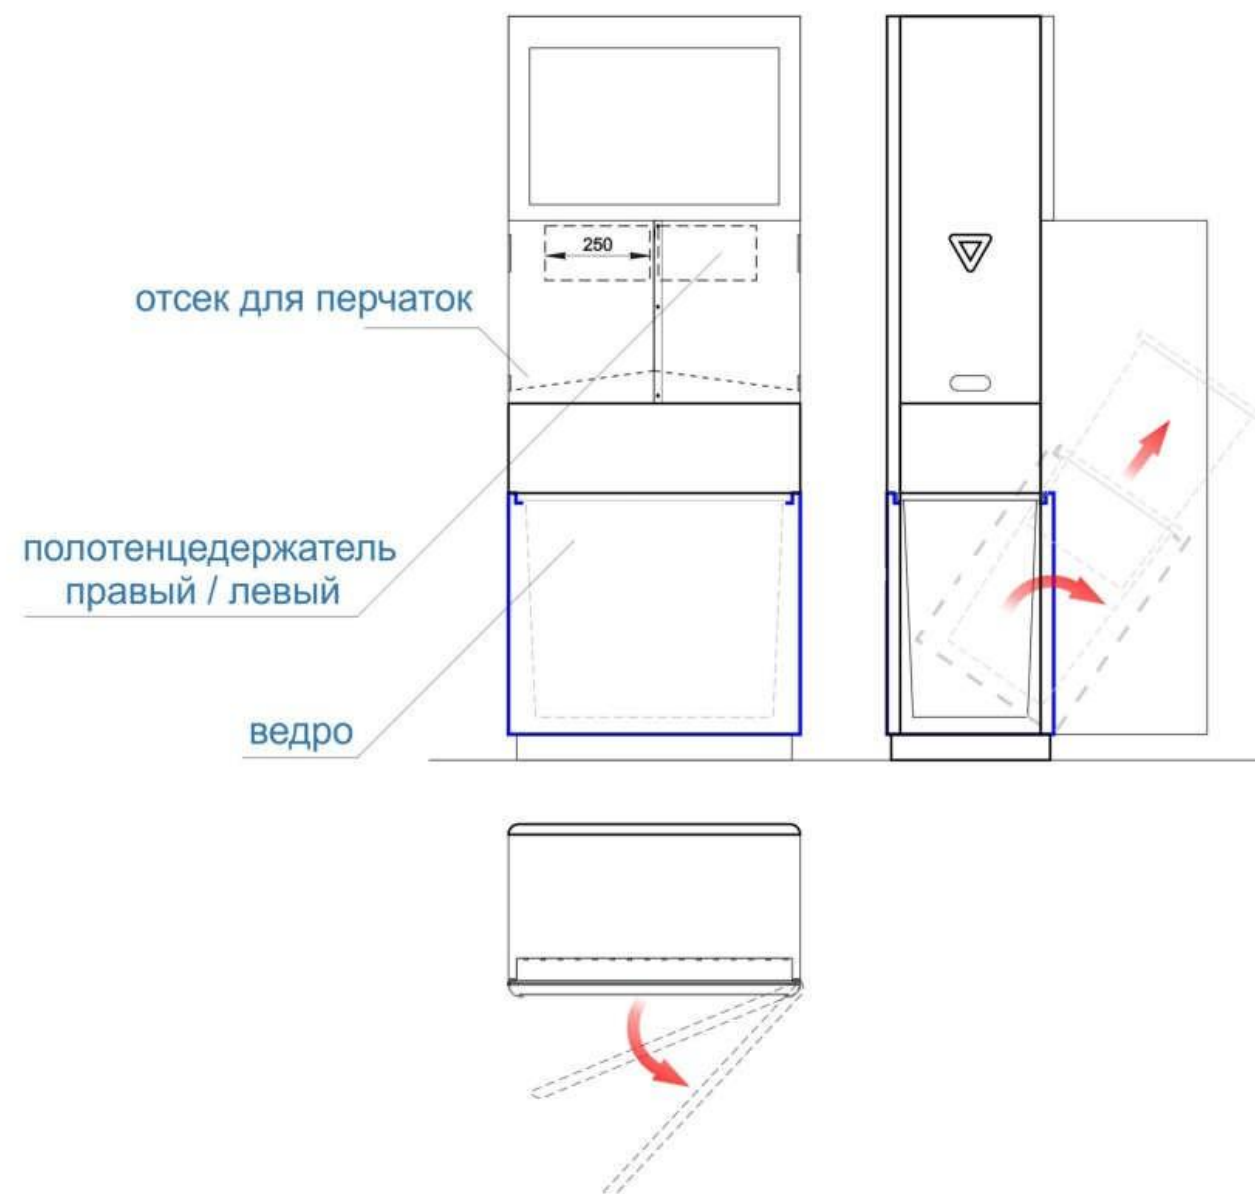 250
отсек для перчаток
полотенцедержатель
правый / левый
ведро